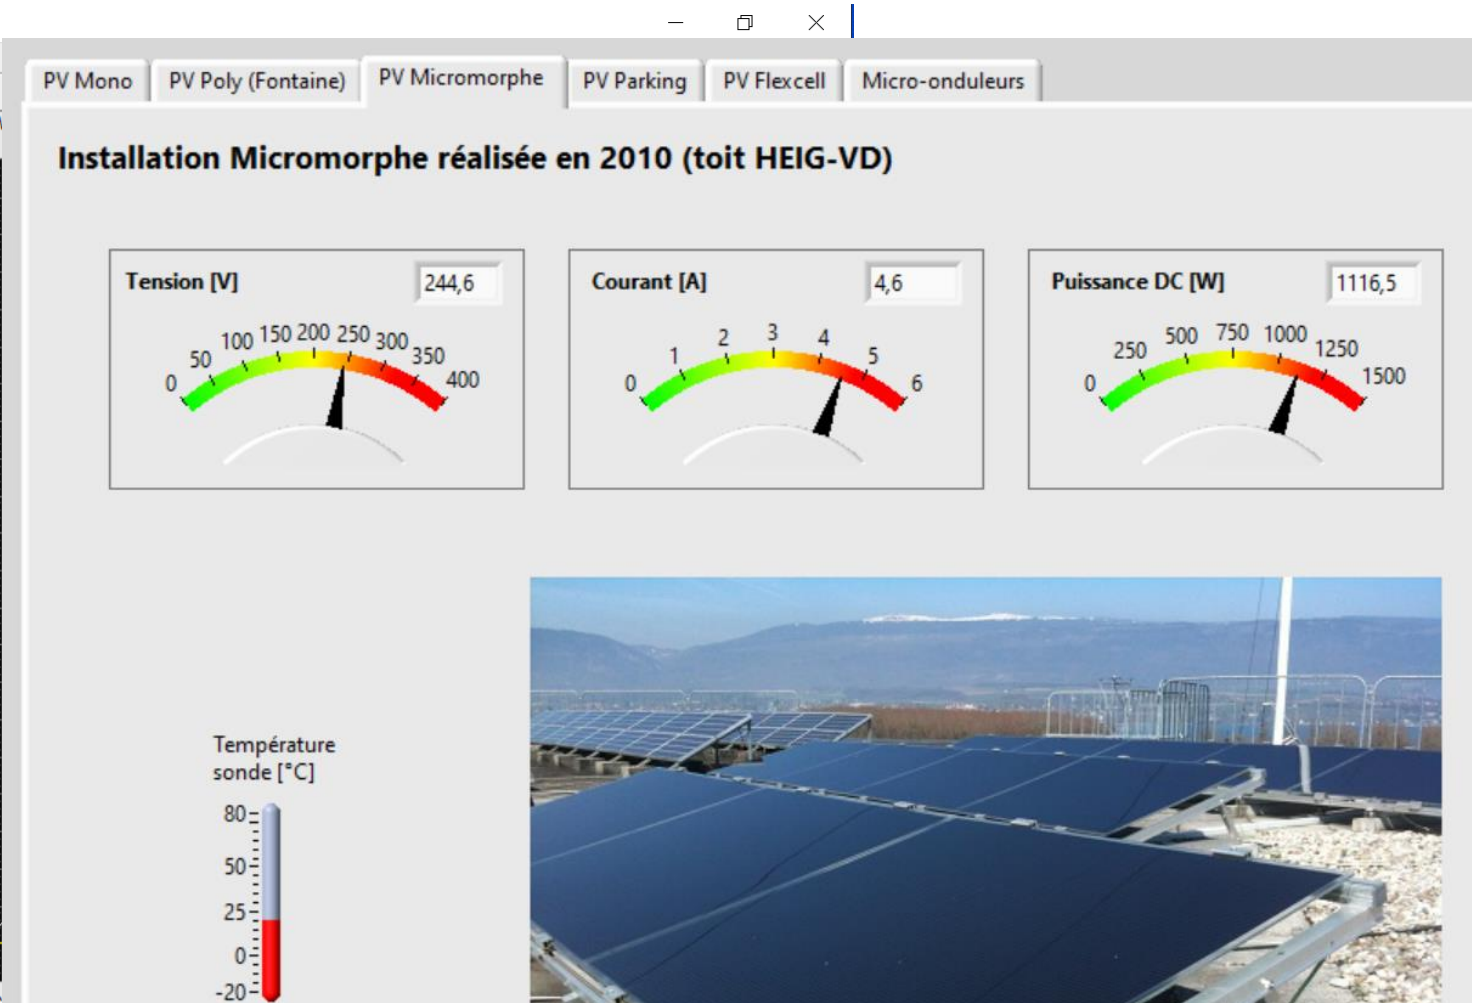 PV Mono PV Poly (Fontaine) PV Micromorphe PV Parking PV Flexcell Micro-onduleurs
Installation Micromorphe réalisée en 2010 (toit HEIG-VD)
Tension [V] 244,6
0 50 100 150 200 250 300 350 400
Courant [A] 4,6
0 1 2 3 4 5 6
Puissance DC [W] 1116,5
0 250 500 750 1000 1250 1500
Température
sonde [°C]
80
50
25
0
-20